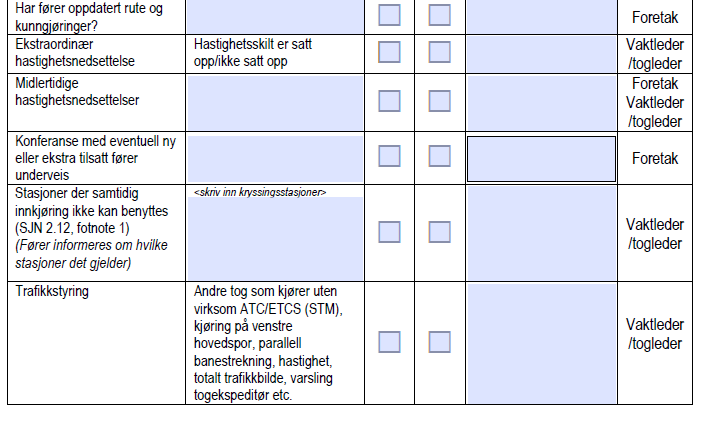 Har fører oppdatert rute og
kunngjøringer?
Foretak
Ekstraordinær
hastighetsnedsettelse
Hastighetsskilt er satt
opp/ikke satt opp
Vaktleder
/togleder
Midlertidige
hastighetsnedsettelser
Foretak
Vaktleder
/togleder
Konferanse med eventuell ny
eller ekstra tilsatt fører
underveis
Foretak
Stasjoner der samtidig
innkjøring ikke kan benyttes
(SJN 2.12, fotnote 1)
(Fører informeres om hvilke
stasjoner det gjelder)
<skriv inn kryssingsstasjoner>
Vaktleder
/togleder
Trafikkstyring
Andre tog som kjører uten
virksom ATC/ETCS (STM),
kjøring på venstre
hovedspor, parallell
banestrekning, hastighet,
totalt trafikkbilde, varsling
togekspeditør etc.
Vaktleder
/togleder